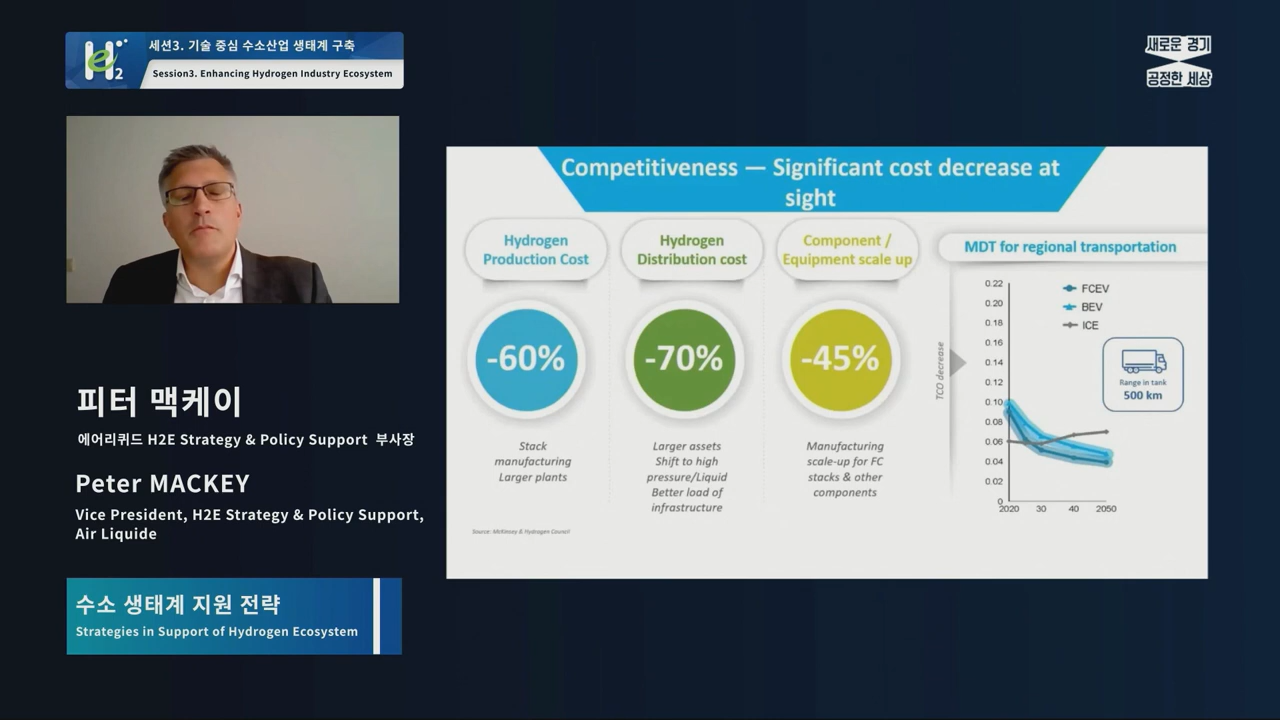 H2e
세션3. 기술 중심 수소산업 생태계 구축
Session3. Enhancing Hydrogen Industry Ecosystem
새로운 경기
공정한 세상
피터 맥케이
에어리퀴드 H2E Strategy & Policy Support 부사장
Peter MACKEY
Vice President, H2E Strategy & Policy Support,
Air Liquide
수소 생태계 지원 전략
Strategies in Support of Hydrogen Ecosystem
Competitiveness — Significant cost decrease at
sight
Hydrogen
Production Cost
-60%
Stack
manufacturing
Larger plants
Hydrogen
Distribution cost
-70%
Larger assets
Shift to high
pressure/Liquid
Better load of
infrastructure
Component /
Equipment scale up
-45%
Manufacturing
scale-up for FC
stacks & other
components
Source: McKinsey & Hydrogen Council
MDT for regional transportation
TCO decrease
0.22
0.20
0.18
0.16
0.14
0.12
0.10
0.08
0.06
0.04
0.02
0
2020 30 40 2050
FCEV
BEV
ICE
Range in tank
500 km